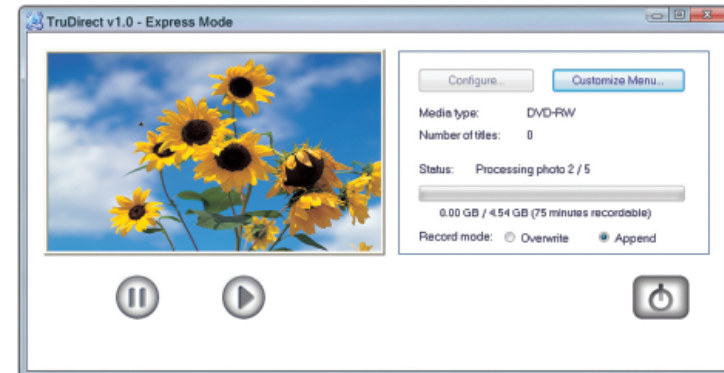 TruDirect v1.0 - Express Mode
Configure... Customize Menu...
Media type: DVD-RW
Number of titles: 0
Status: Processing photo 2 / 5
0.00 GB / 4.54 GB (75 minutes recordable)
Record mode: Overwrite Append